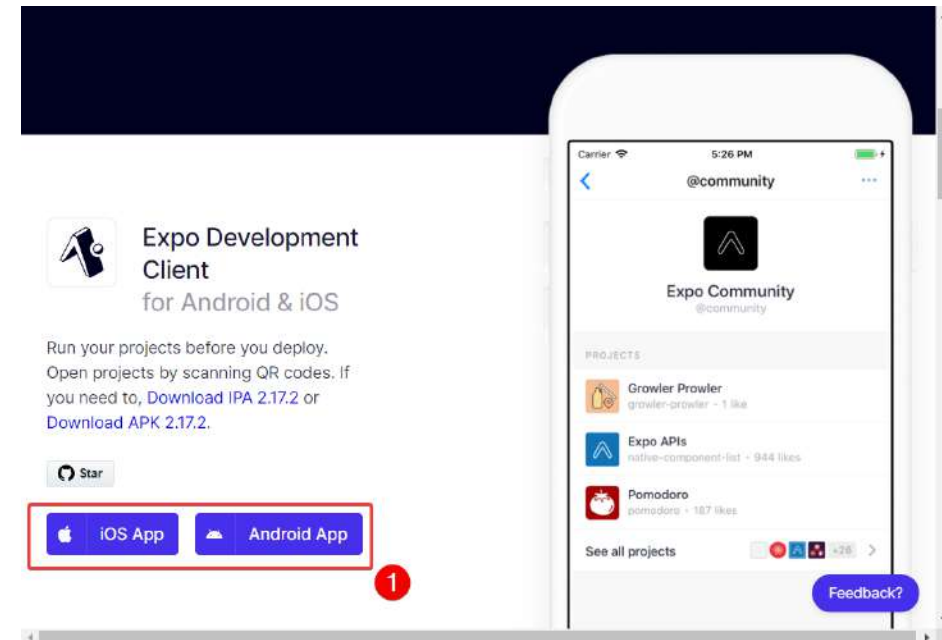 Expo Development
Client
for Android & iOS
Run your projects before you deploy.
Open projects by scanning QR codes. If
you need to, Download IPA 2.17.2 or
Download APK 2.17.2.
Star
iOS App
Android App
1
Carrier
5:26 PM
@community
Expo Community
@community
PROJECTS
Growler Prowler
growler-prowler - 1 like
Expo APIs
native-component-list - 944 likes
Pomodoro
pomodoro - 187 likes
See all projects
+26
Feedback?